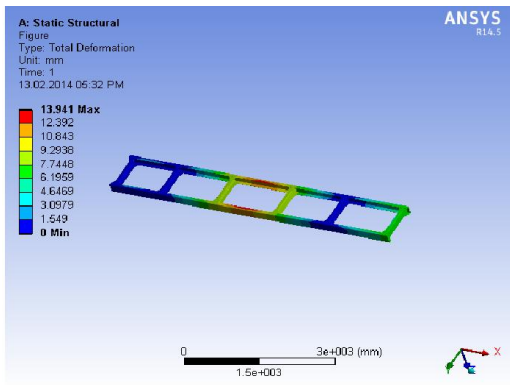 A: Static Structural
Figure
Type: Total Deformation
Unit: mm
Time: 1
13.02.2014 05:32 PM
ANSYS
R14.5
13.941 Max
12.392
10.843
9.2938
7.7448
6.1959
4.6469
3.0979
1.549
0 Min
0
3e+003 (mm)
1.5e+003
X